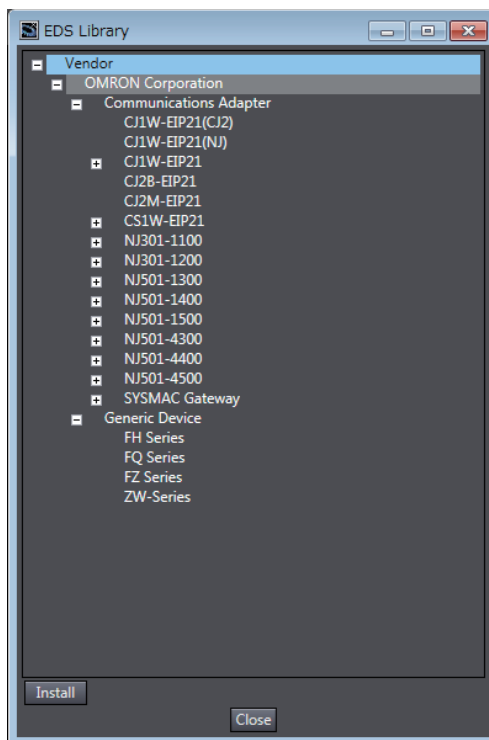 EDS Library
Vendor
OMRON Corporation
Communications Adapter
CJ1W-EIP21(CJ2)
CJ1W-EIP21(NJ)
CJ1W-EIP21
CJ2B-EIP21
CJ2M-EIP21
CS1W-EIP21
NJ301-1100
NJ301-1200
NJ501-1300
NJ501-1400
NJ501-1500
NJ501-4300
NJ501-4400
NJ501-4500
SYSMAC Gateway
Generic Device
FH Series
FQ Series
FZ Series
ZW-Series
Install
Close